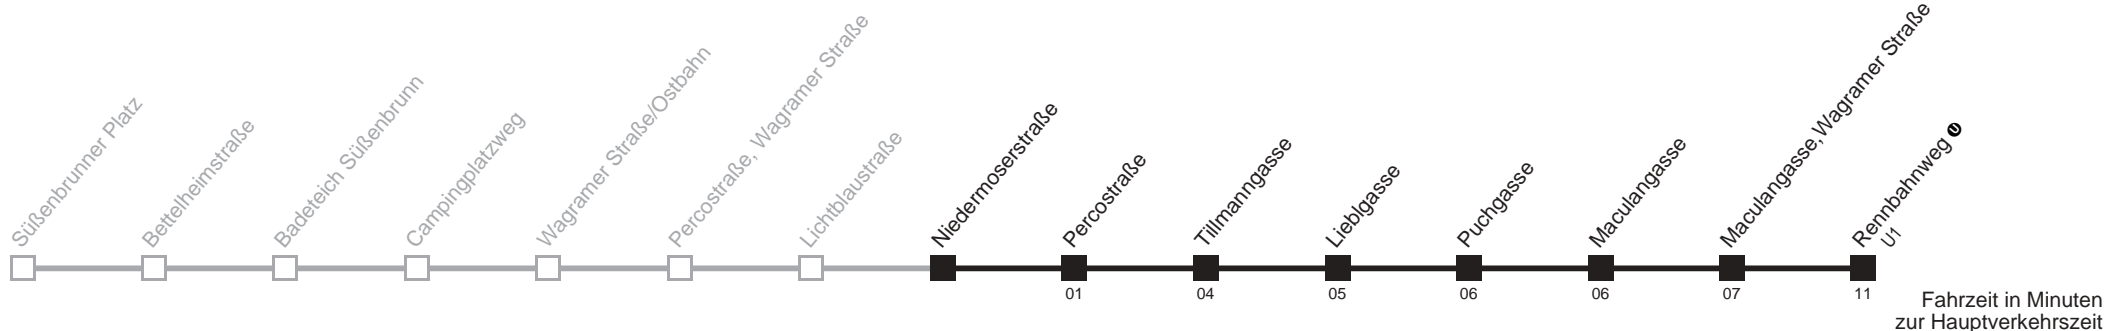 Süßenbrunner Platz
Bettelheimstraße
Badeteich Süßenbrunn
Campingplatzweg
Wagramer Straße/Ostbahn
Percostraße, Wagramer Straße
Lichtblaustraße
Niedermoserstraße
Percostraße
Tillmanngasse
Lieblgasse
Puchgasse
Maculangasse
Maculangasse, Wagramer Straße
Rennbahnweg U
U1
01
04
05
06
06
07
11
Fahrzeit in Minuten
zur Hauptverkehrszeit